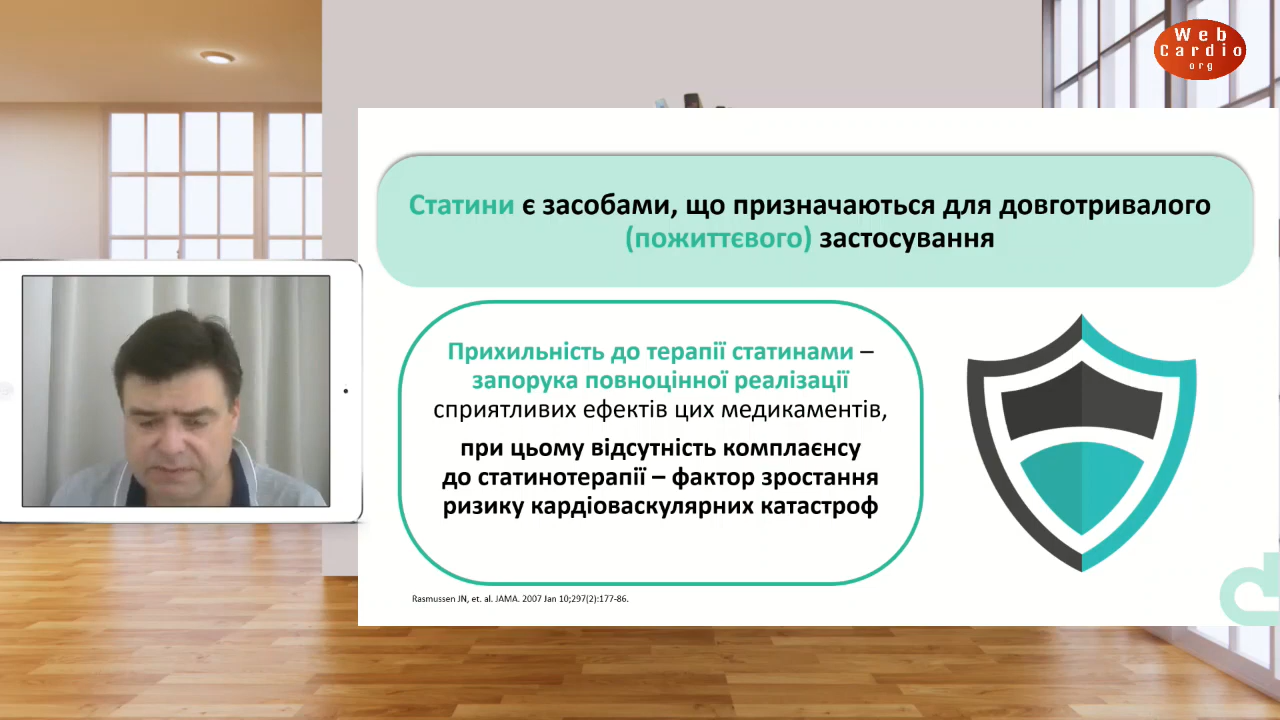 Web
Cardio
org
Статини є засобами, що призначаються для довготривалого
(пожиттєвого) застосування
Прихильність до терапії статинами –
запорука повноцінної реалізації
сприятливих ефектів цих медикаментів,
при цьому відсутність комплаєнсу
до статинотерапії – фактор зростання
ризику кардіоваскулярних катастроф
Rasmussen JN, et. al. JAMA. 2007 Jan 10;297(2):177-86.